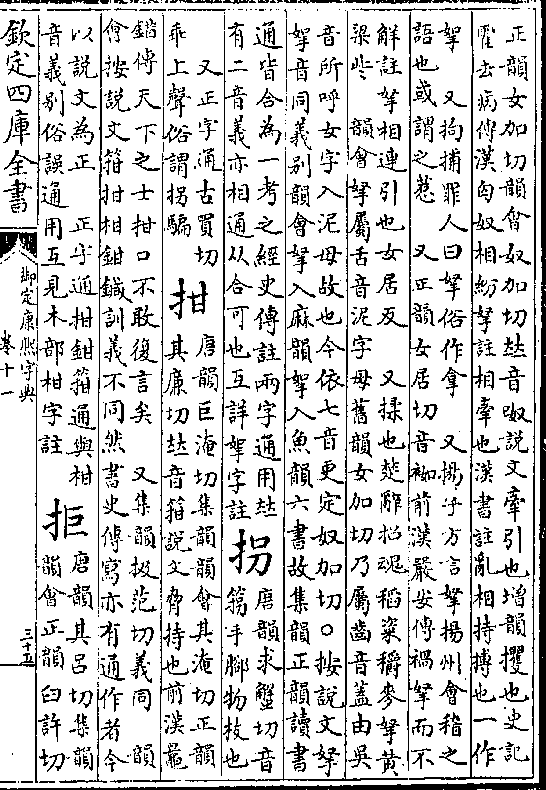 正韻女加切韻會奴加切𠀤音呶說文牽引也增韻攫也史記
霍去病傳漢匈奴相紛挐註相牽也漢書註亂相持搏也一作
挐　又拘捕罪人曰挐俗作拿　又揚子方言挐揚州會稽之
語也或謂之惹　又正韻女居切音袽前漢嚴安傳禍挐而不
解註挐相連引也女居反　又揉也楚辭招魂稻粢穱麥挐黃
粱些　韻會挐屬舌音泥字母舊韻女加切乃屬齒音蓋由吳
音所呼女字入泥母故也今依七音更定奴加切○按說文挐
挐音同義別韻會挐入麻韻挐入魚韻六書故集韻正韻讀書
通皆合為一考之經史傳註兩字通用𠀤
有二音義亦相通从合可也互詳挐字註
拐
唐韻求蟹切音
箉手腳物枝也
又正字通古買切
乖上聲俗謂拐騙
拑
唐韻巨淹切集韻韻會其淹切正韻
其廉切𠀤音箝說文脅持也前漢鼂
錯傳天下之士拑口不敢復言矣　又集韻扱范切義同　韻
會按說文箝拑柑鉗鍼訓義不同然書史傳寫亦有通作者今
以說文為正　正字通拑鉗箝通與柑
音義別俗誤通用互見木部柑字註
拒
唐韻其呂切集韻
韻會正韻臼許切
欽定四庫全書
御定康熙字典
卷十一
三十五